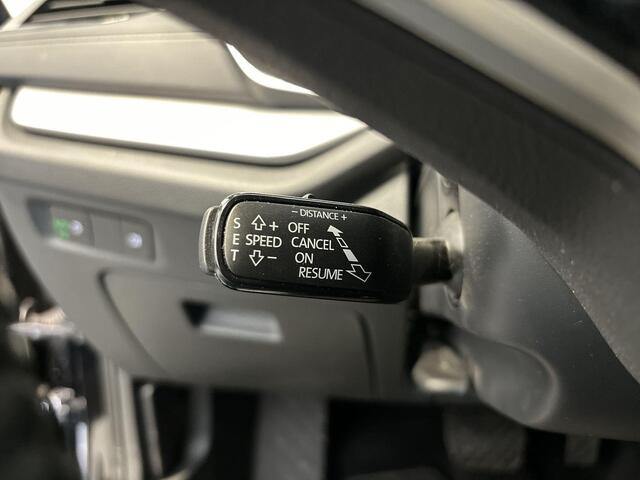 − DISTANCE +
S + OFF
E SPEED CANCEL
T − ON
RESUME